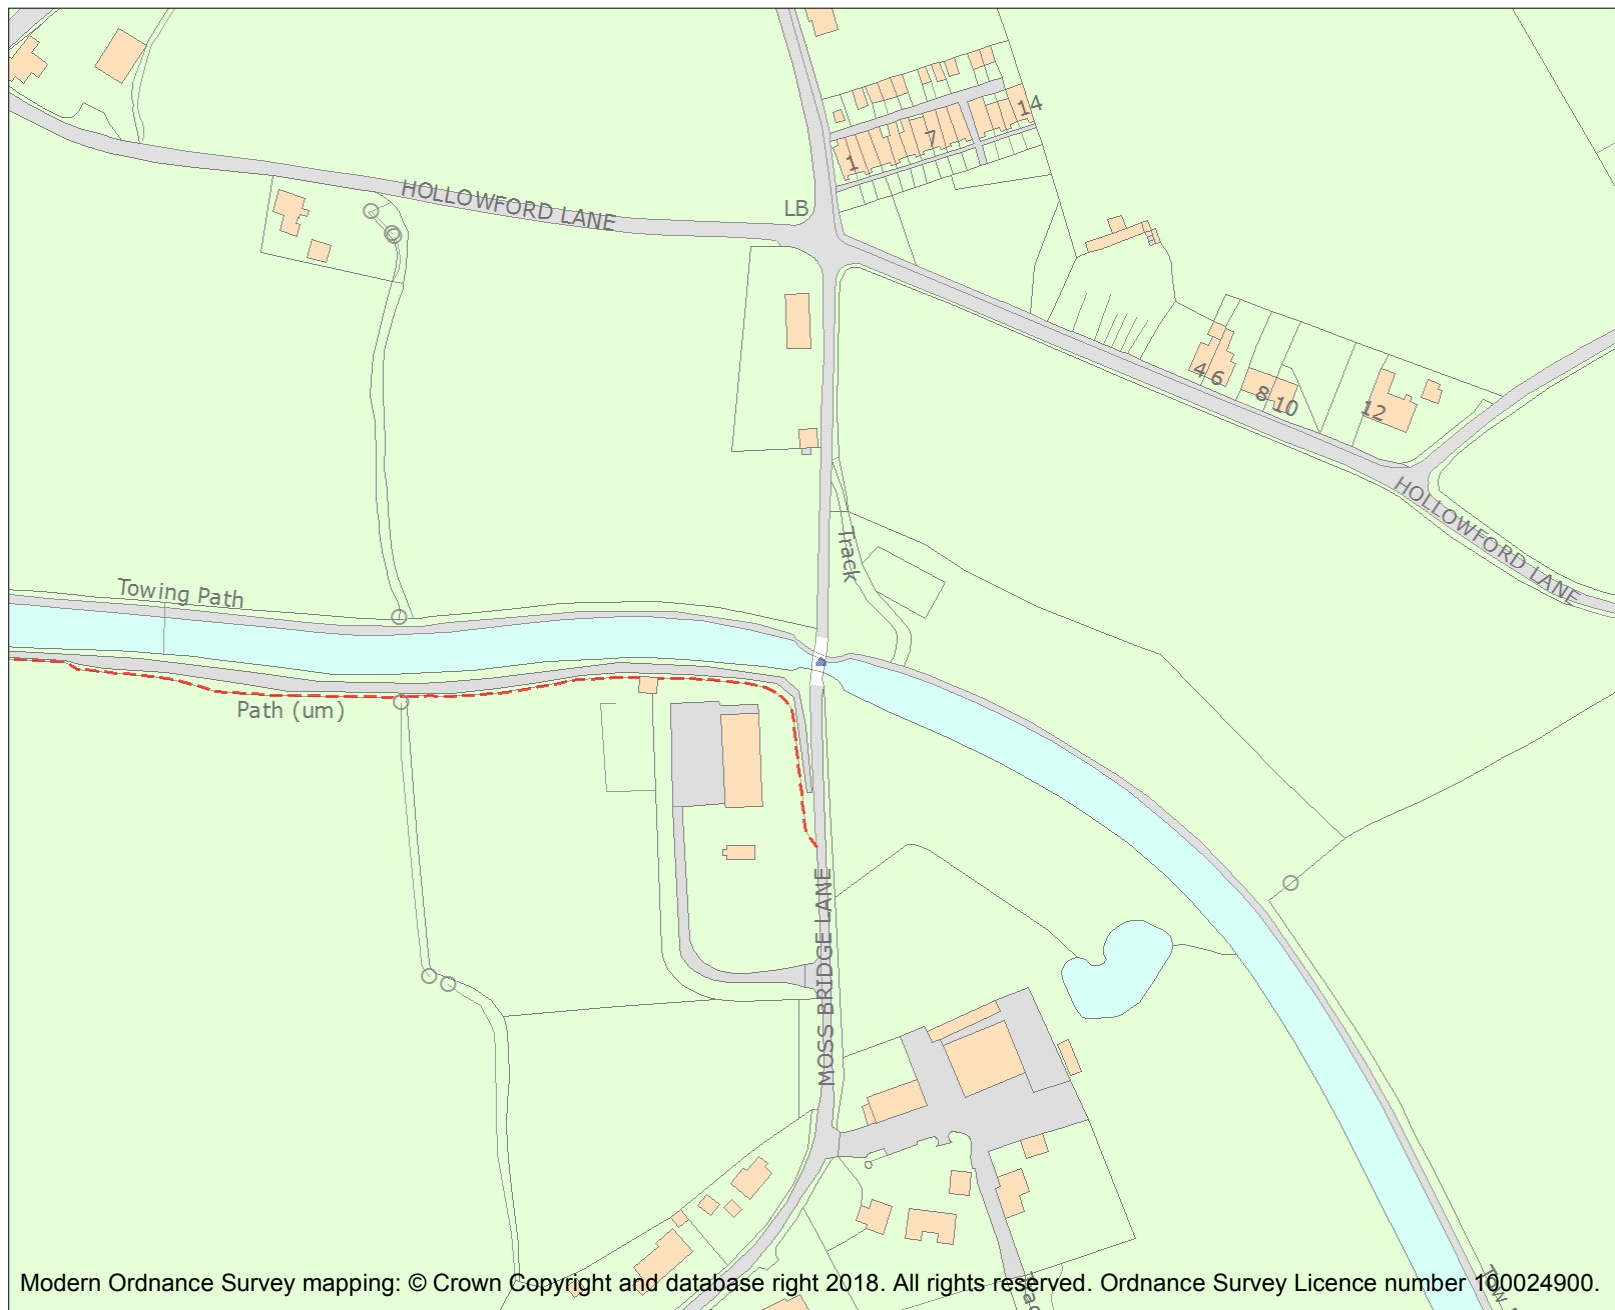 14
7
1
HOLLOWFORD LANE
LB
4 6
8 10
12
HOLLOWFORD LANE
Track
Towing Path
Path (um)
MOSS BRIDGE LANE
Modern Ordnance Survey mapping: © Crown Copyright and database right 2018. All rights reserved. Ordnance Survey Licence number 100024900.